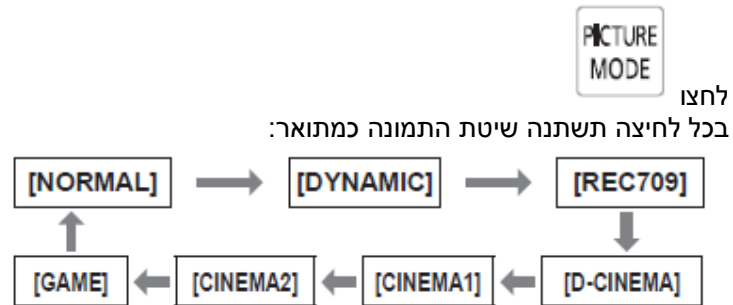 PICTURE
MODE
לחצו
בכל לחיצה תשתנה שיטת התמונה כמתואר:
[NORMAL] [DYNAMIC] [REC709]
[GAME] [CINEMA2] [CINEMA1] [D-CINEMA]